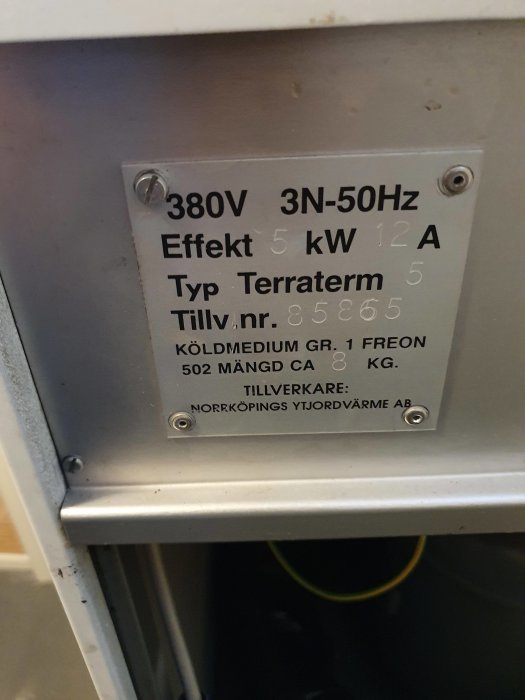 380V 3N-50Hz
Effekt 5 kW 12 A
Typ Terraterm 5
Tillv.nr. 85865
KÖLDMEDIUM GR. 1 FREON
502 MÄNGD CA 8 KG.
TILLVERKARE:
NORRKÖPINGS YTJORDVÄRME AB